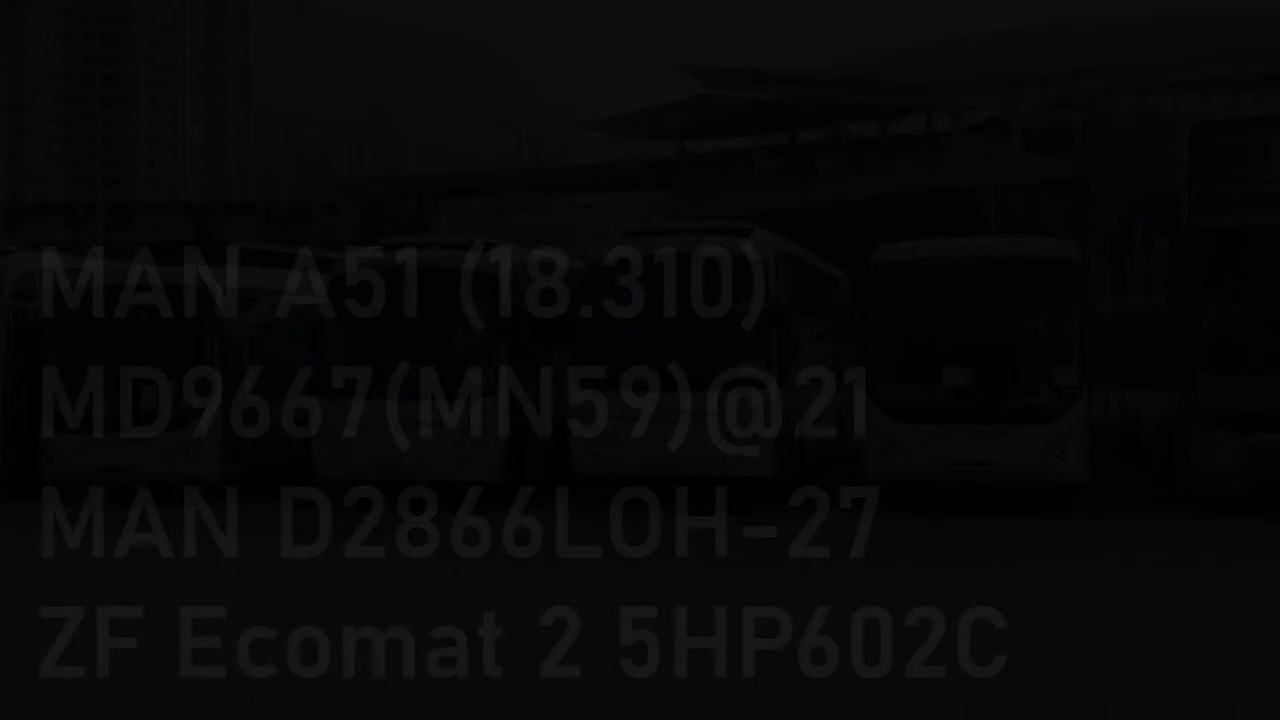 MAN A51 (18.310)
MD9667(MN59)@21
MAN D2866LOH-27
ZF Ecomat 2 5HP602C